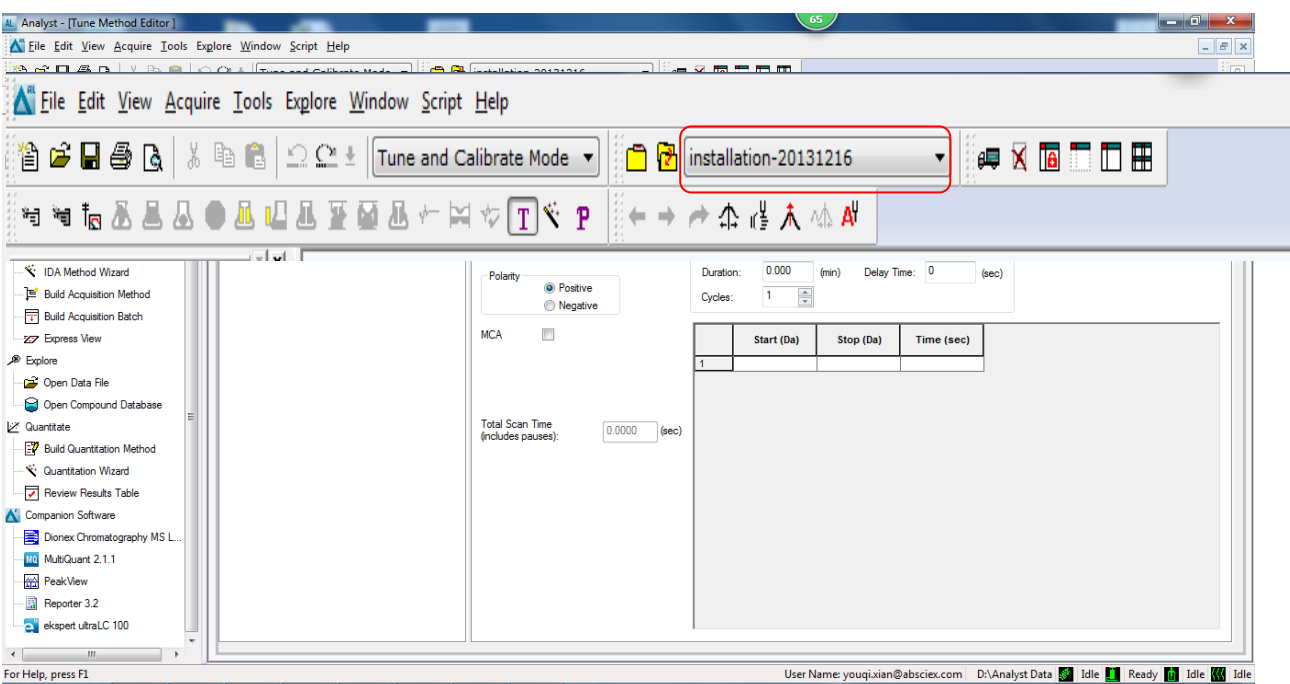 Analyst - [Tune Method Editor ]
65
File Edit View Acquire Tools Explore Window Script Help
Tune and Calibrate Mode installation-20131216
File Edit View Acquire Tools Explore Window Script Help
Tune and Calibrate Mode installation-20131216
T P
IDA Method Wizard
Build Acquisition Method
Build Acquisition Batch
Express View
Explore
Open Data File
Open Compound Database
Quantitate
Build Quantitation Method
Quantitation Wizard
Review Results Table
Companion Software
Dionex Chromatography MS L...
MultiQuant 2.1.1
PeakView
Reporter 3.2
ekspert ultraLC 100
Polarity
Positive
Negative
MCA
Total Scan Time
(includes pauses): 0.0000 (sec)
Duration: 0.000 (min) Delay Time: 0 (sec)
Cycles: 1
Start (Da) Stop (Da) Time (sec)
1
For Help, press F1 User Name: youqi.xian@absciex.com D:\Analyst Data Idle Ready Idle Idle